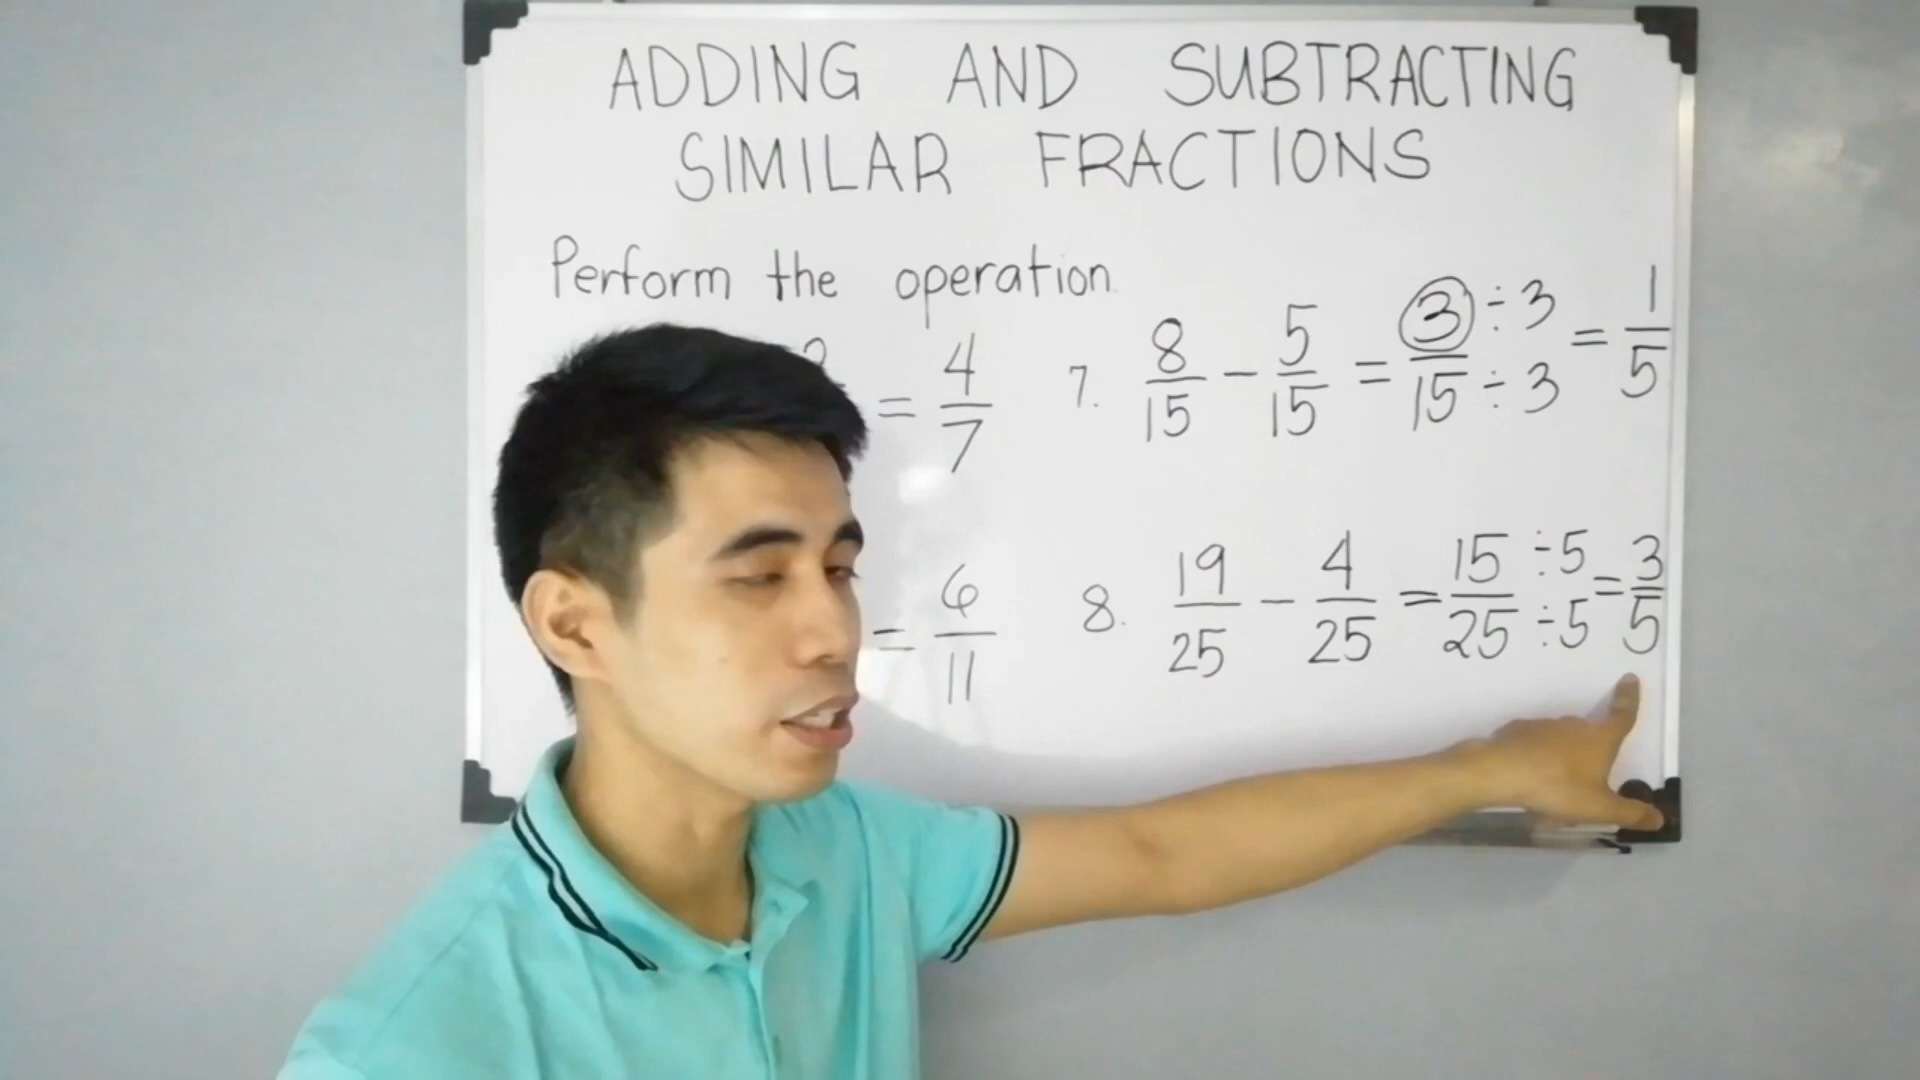 ADDING AND SUBTRACTING
SIMILAR FRACTIONS
Perform the operation.
= 4/7
7. 8/15 - 5/15 = 3÷3/15÷3 = 1/5
= 6/11
8. 19/25 - 4/25 = 15÷5/25÷5 = 3/5